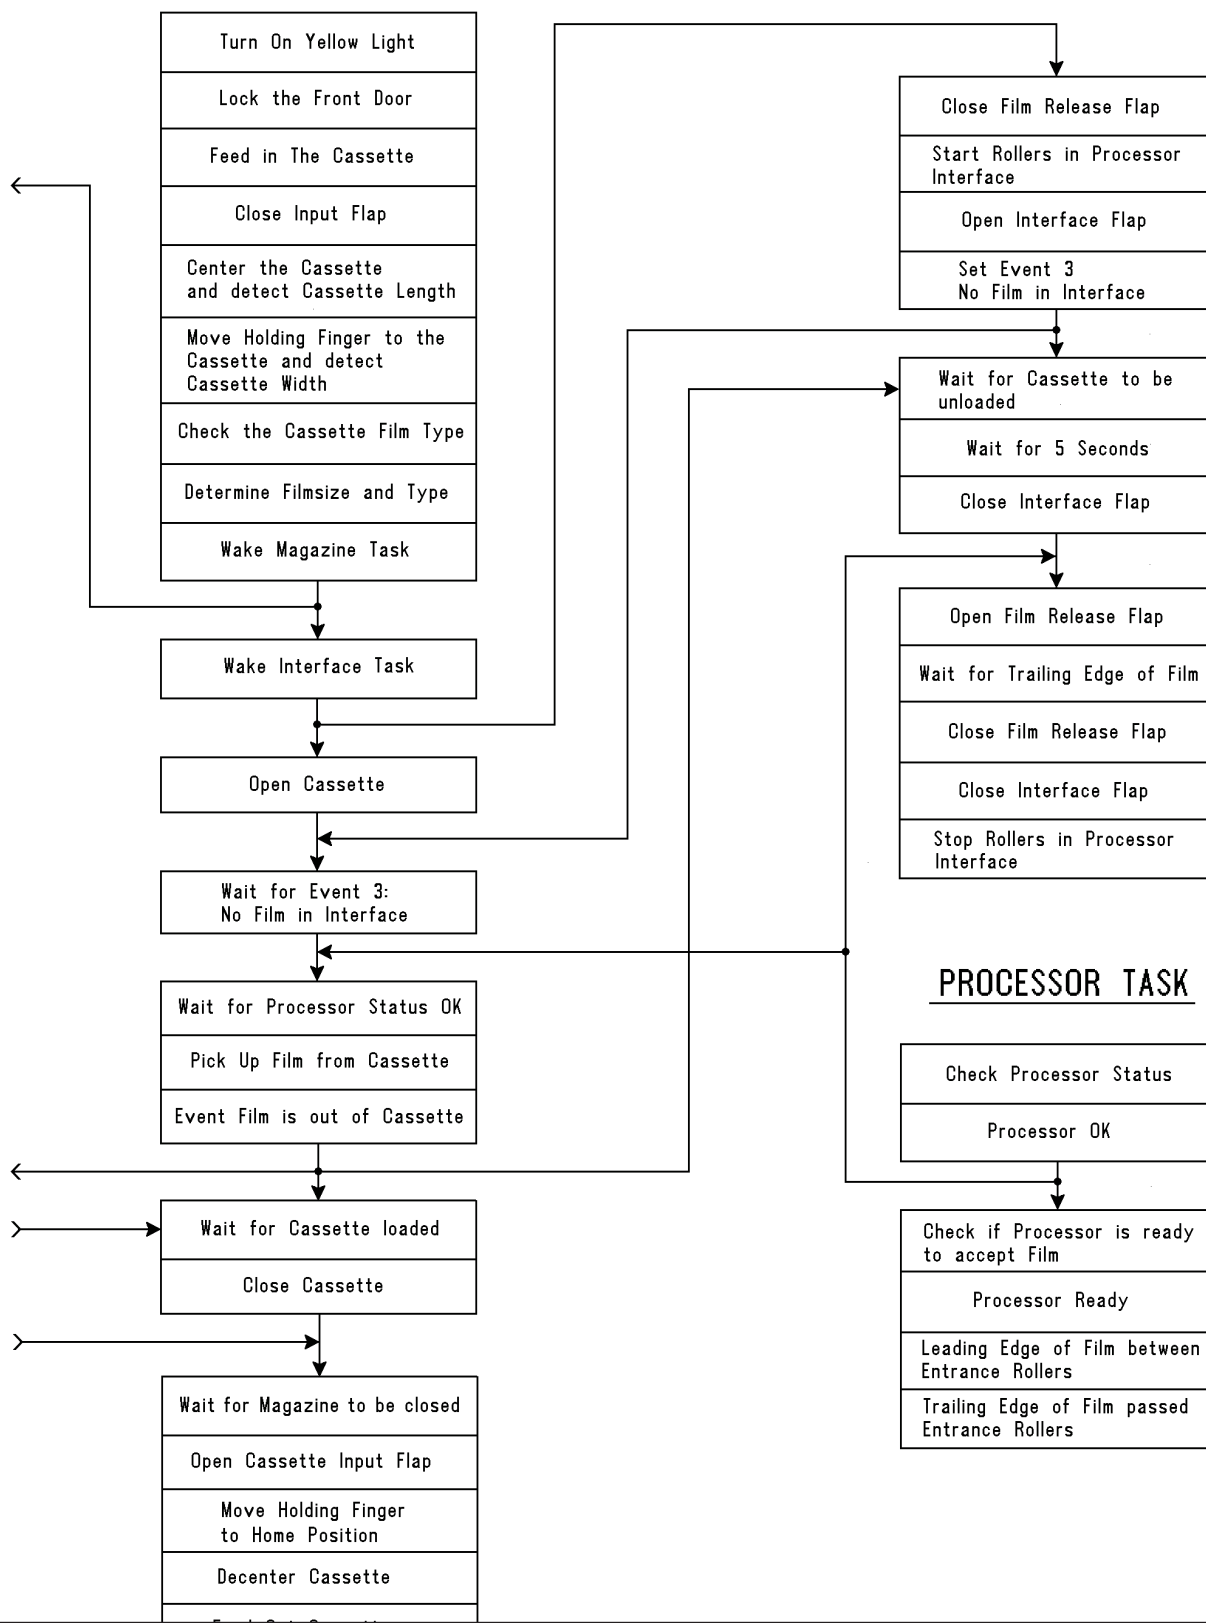 Turn On Yellow Light
Lock the Front Door
Feed in The Cassette
Close Input Flap
Center the Cassette
and detect Cassette Length
Move Holding Finger to the
Cassette and detect
Cassette Width
Check the Cassette Film Type
Determine Filmsize and Type
Wake Magazine Task
Wake Interface Task
Open Cassette
Wait for Event 3:
No Film in Interface
Wait for Processor Status OK
Pick Up Film from Cassette
Event Film is out of Cassette
Wait for Cassette loaded
Close Cassette
Wait for Magazine to be closed
Open Cassette Input Flap
Move Holding Finger
to Home Position
Decenter Cassette
Close Film Release Flap
Start Rollers in Processor
Interface
Open Interface Flap
Set Event 3
No Film in Interface
Wait for Cassette to be
unloaded
Wait for 5 Seconds
Close Interface Flap
Open Film Release Flap
Wait for Trailing Edge of Film
Close Film Release Flap
Close Interface Flap
Stop Rollers in Processor
Interface
PROCESSOR TASK
Check Processor Status
Processor OK
Check if Processor is ready
to accept Film
Processor Ready
Leading Edge of Film between
Entrance Rollers
Trailing Edge of Film passed
Entrance Rollers